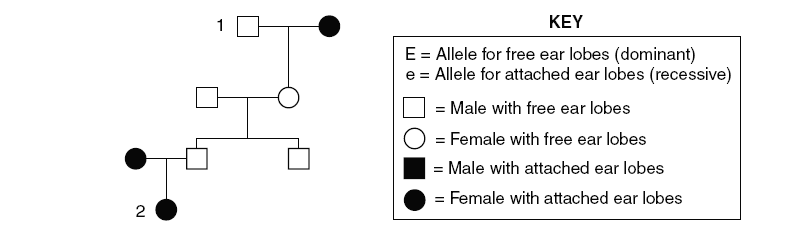 1
2
KEY
E = Allele for free ear lobes (dominant)
e = Allele for attached ear lobes (recessive)
= Male with free ear lobes
= Female with free ear lobes
= Male with attached ear lobes
= Female with attached ear lobes